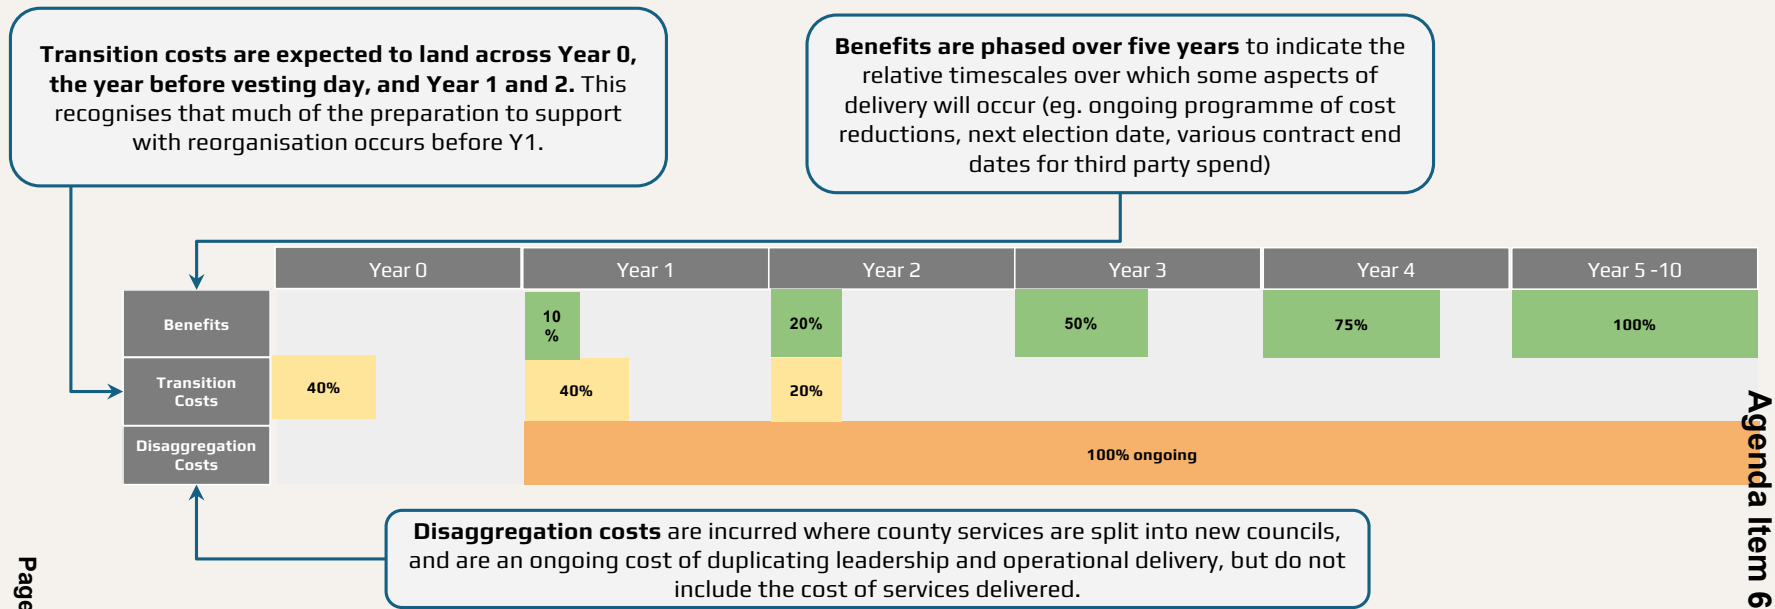 Transition costs are expected to land across Year 0,
the year before vesting day, and Year 1 and 2. This
recognises that much of the preparation to support
with reorganisation occurs before Y1.
Benefits are phased over five years to indicate the
relative timescales over which some aspects of
delivery will occur (eg. ongoing programme of cost
reductions, next election date, various contract end
dates for third party spend)
Year 0
Year 1
Year 2
Year 3
Year 4
Year 5 -10
Benefits
10
%
20%
50%
75%
100%
Transition
Costs
40%
40%
20%
Disaggregation
Costs
100% ongoing
Disaggregation costs are incurred where county services are split into new councils,
and are an ongoing cost of duplicating leadership and operational delivery, but do not
include the cost of services delivered.
Agenda Item 6
Page